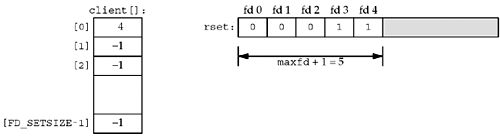 client[]:
[0] 4
[1] -1
[2] -1
[FD_SETSIZE-1] -1
fd 0 fd 1 fd 2 fd 3 fd 4
rset: 0 0 0 1 1
maxfd + 1 = 5